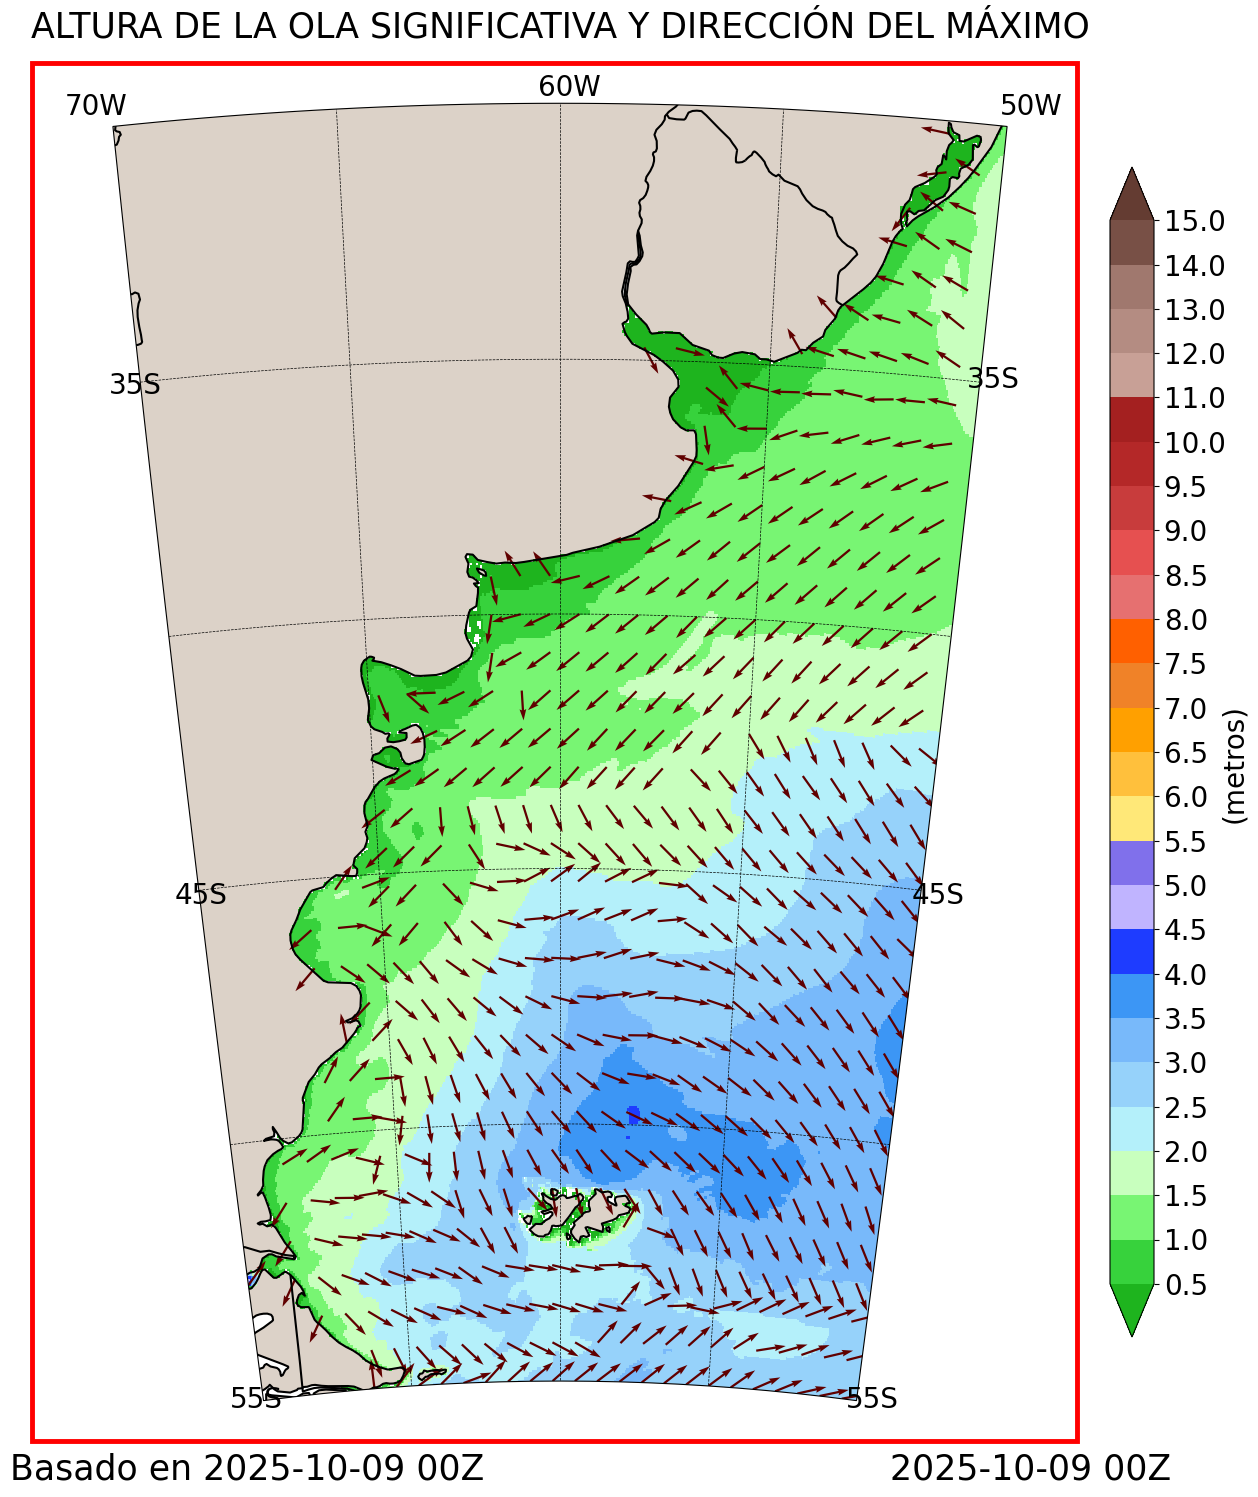 ALTURA DE LA OLA SIGNIFICATIVA Y DIRECCIÓN DEL MÁXIMO
70W
60W
50W
35S
35S
45S
45S
55S
55S
15.0
14.0
13.0
12.0
11.0
10.0
9.5
9.0
8.5
8.0
7.5
7.0
6.5
6.0
5.5
5.0
4.5
4.0
3.5
3.0
2.5
2.0
1.5
1.0
0.5
(metros)
Basado en 2025-10-09 00Z
2025-10-09 00Z